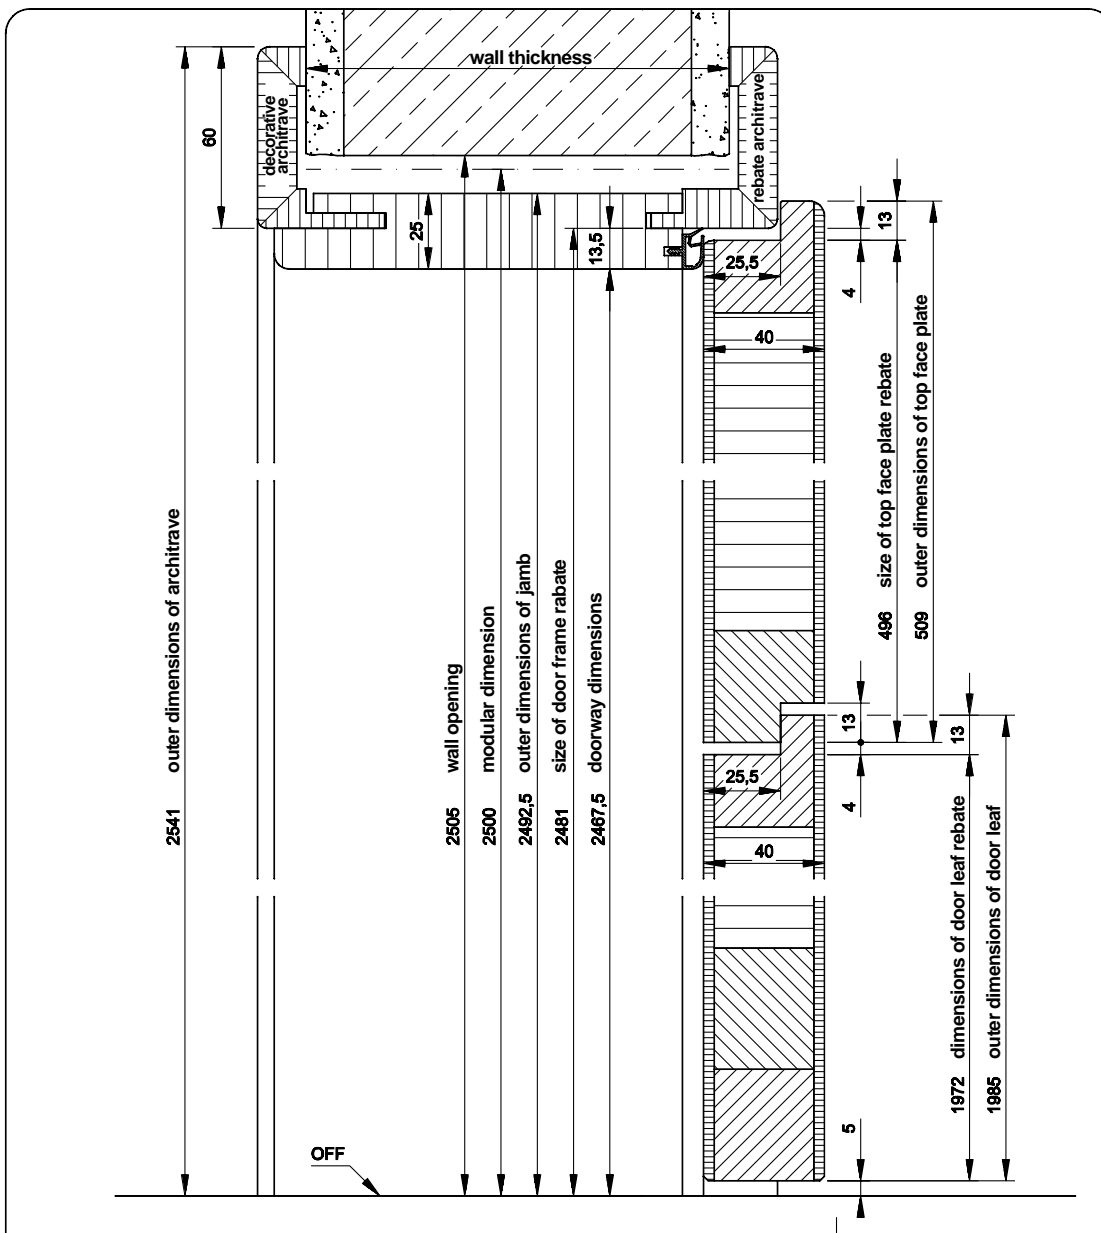 wall thickness
60
decorative
architrave
rebate architrave
25
13,5
25,5
13
4
40
2541 outer dimensions of architrave
2505 wall opening
2500 modular dimension
2492,5 outer dimensions of jamb
2481 size of door frame rabate
2467,5 doorway dimensions
496 size of top face plate rebate
509 outer dimensions of top face plate
13
13
25,5
4
40
1972 dimensions of door leaf rebate
1985 outer dimensions of door leaf
5
OFF